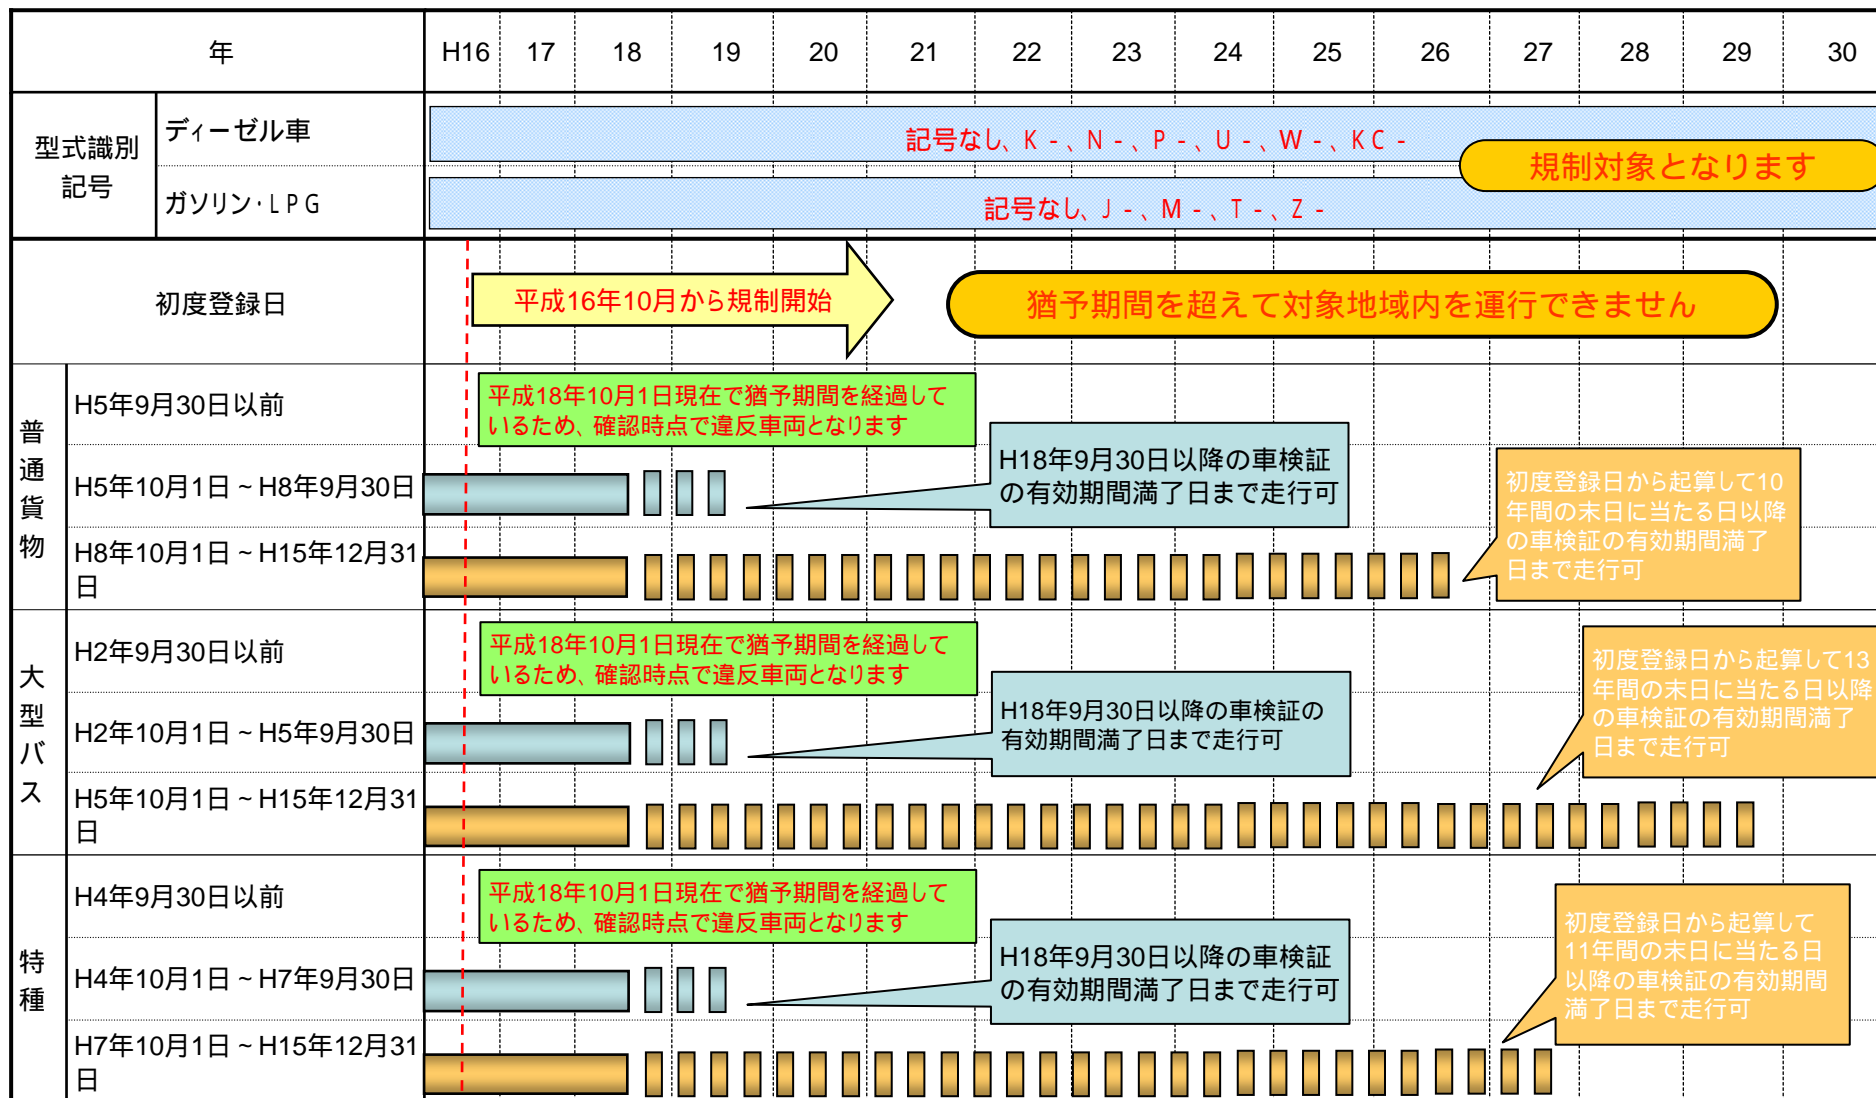 年 H16 17 18 19 20 21 22 23 24 25 26 27 28 29 30
型式識別
記号
ディーゼル車
記号なし、K-、N-、P-、U-、W-、KC-
規制対象となります
ガソリン・LPG
記号なし、J-、M-、T-、Z-
初度登録日
平成16年10月から規制開始
猶予期間を超えて対象地域内を運行できません
普通貨物
H5年9月30日以前
平成18年10月1日現在で猶予期間を経過して
いるため、確認時点で違反車両となります
H5年10月1日~H8年9月30日
H18年9月30日以降の車検証
の有効期間満了日まで走行可
H8年10月1日~H15年12月31
日
初度登録日から起算して10
年間の末日に当たる日以降
の車検証の有効期間満了
日まで走行可
大型バス
H2年9月30日以前
平成18年10月1日現在で猶予期間を経過して
いるため、確認時点で違反車両となります
H2年10月1日~H5年9月30日
H18年9月30日以降の車検証の
有効期間満了日まで走行可
H5年10月1日~H15年12月31
日
初度登録日から起算して13
年間の末日に当たる日以降
の車検証の有効期間満了
日まで走行可
特種
H4年9月30日以前
平成18年10月1日現在で猶予期間を経過して
いるため、確認時点で違反車両となります
H4年10月1日~H7年9月30日
H18年9月30日以降の車検証
の有効期間満了日まで走行可
H7年10月1日~H15年12月31
日
初度登録日から起算して
11年間の末日に当たる日
以降の車検証の有効期間
満了日まで走行可